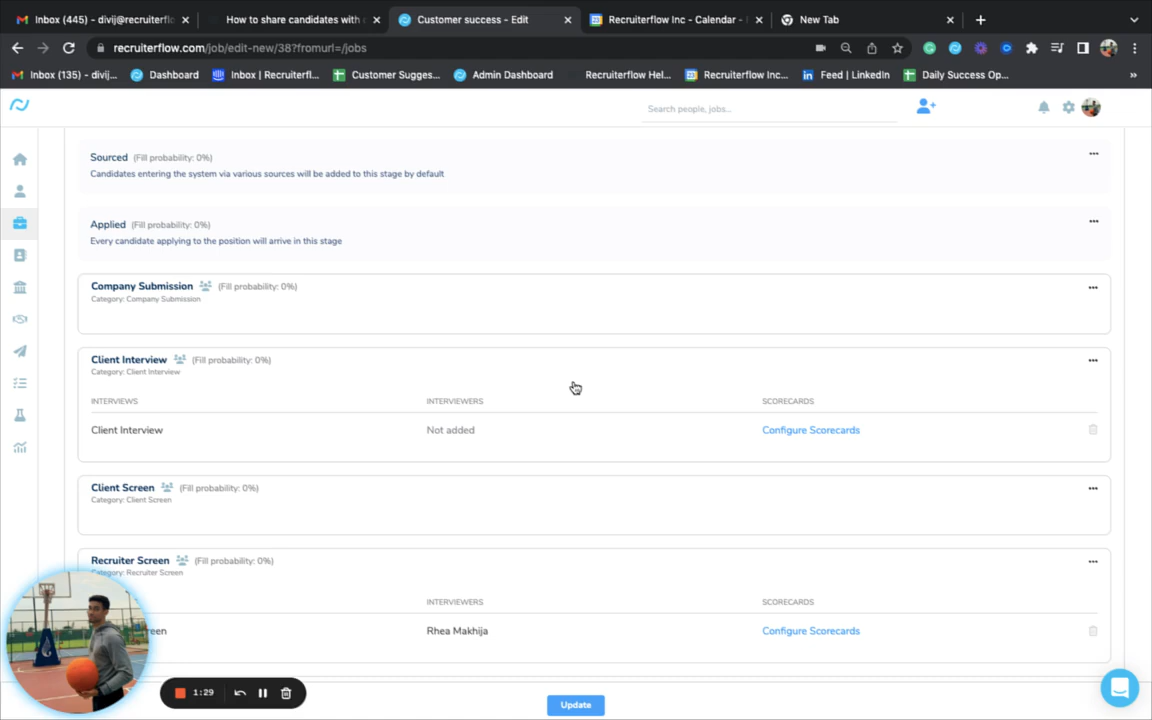 Inbox (445) - divij@recruiterfl
How to share candidates with
Customer success - Edit
Recruiterflow Inc - Calendar -
New Tab
recruiterflow.com/job/edit-new/38?fromurl=/jobs
Inbox (135) - divij...
Dashboard
Inbox | Recruiterfl...
Customer Sugges...
Admin Dashboard
Recruiterflow Hel...
Recruiterflow Inc...
Feed | LinkedIn
Daily Success Op...
»
Search people, jobs...
Sourced (Fill probability: 0%)
Candidates entering the system via various sources will be added to this stage by default
Applied (Fill probability: 0%)
Every candidate applying to the position will arrive in this stage
Company Submission (Fill probability: 0%)
Category: Company Submission
Client Interview (Fill probability: 0%)
Category: Client Interview
INTERVIEWS INTERVIEWERS SCORECARDS
Client Interview Not added Configure Scorecards
Client Screen (Fill probability: 0%)
Category: Client Screen
Recruiter Screen (Fill probability: 0%)
Category: Recruiter Screen
INTERVIEWERS SCORECARDS
reen Rhea Makhija Configure Scorecards
1:29
Update